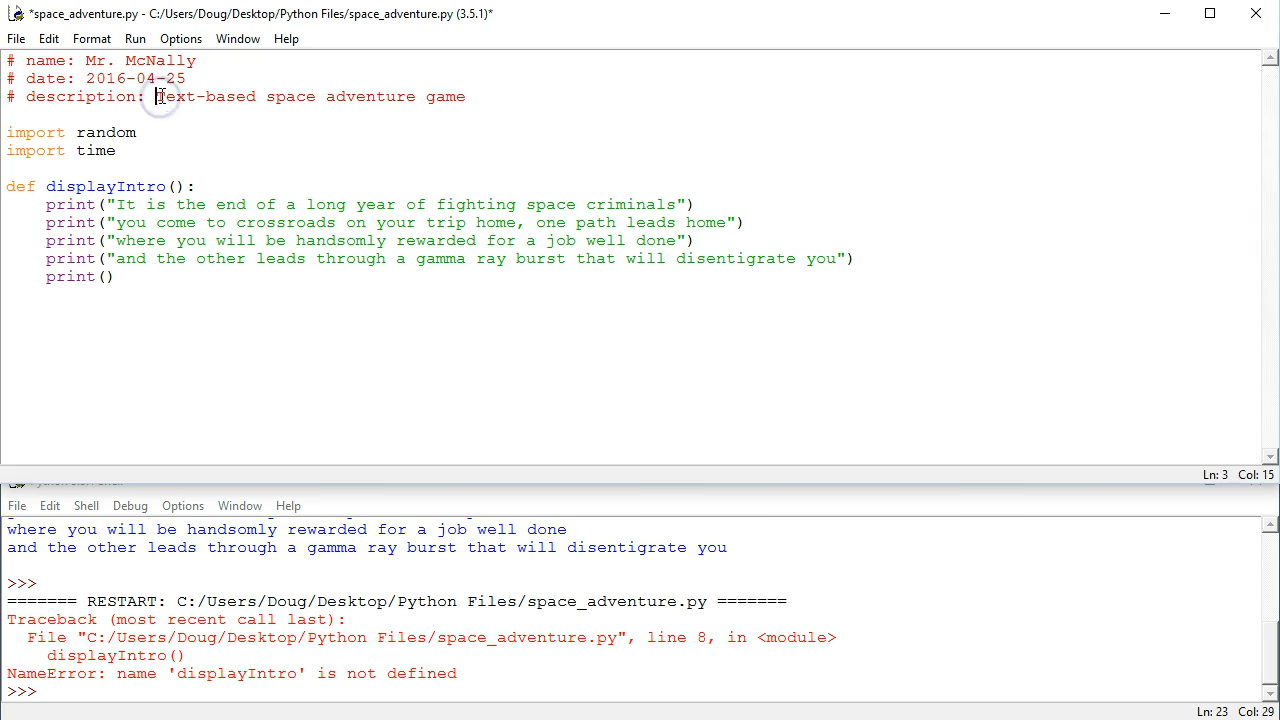 *space_adventure.py - C:/Users/Doug/Desktop/Python Files/space_adventure.py (3.5.1)*
File Edit Format Run Options Window Help
# name: Mr. McNally
# date: 2016-04-25
# description: Text-based space adventure game
import random
import time
def displayIntro():
    print("It is the end of a long year of fighting space criminals")
    print("you come to crossroads on your trip home, one path leads home")
    print("where you will be handsomly rewarded for a job well done")
    print("and the other leads through a gamma ray burst that will disentigrate you")
    print()
Ln: 3 Col: 15
File Edit Shell Debug Options Window Help
where you will be handsomly rewarded for a job well done
and the other leads through a gamma ray burst that will disentigrate you
>>>
======= RESTART: C:/Users/Doug/Desktop/Python Files/space_adventure.py =======
Traceback (most recent call last):
  File "C:/Users/Doug/Desktop/Python Files/space_adventure.py", line 8, in <module>
    displayIntro()
NameError: name 'displayIntro' is not defined
>>>
Ln: 23 Col: 29